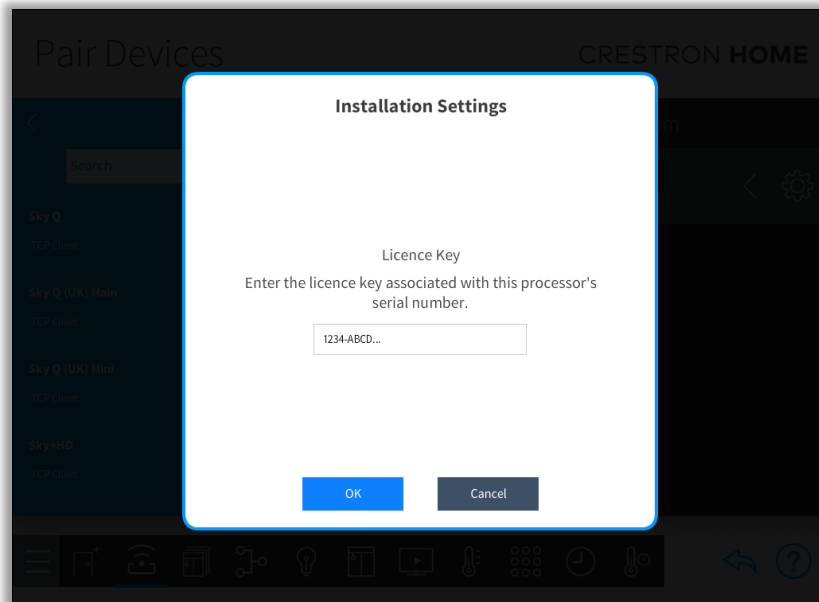 Pair Devices
CRESTRON HOME
Installation Settings
Search
Sky Q
TCP Client
Sky Q (UK) Main
TCP Client
Sky Q (UK) Mini
TCP Client
Sky+HD
TCP Client
Licence Key
Enter the licence key associated with this processor's
serial number.
1234-ABCD...
OK
Cancel